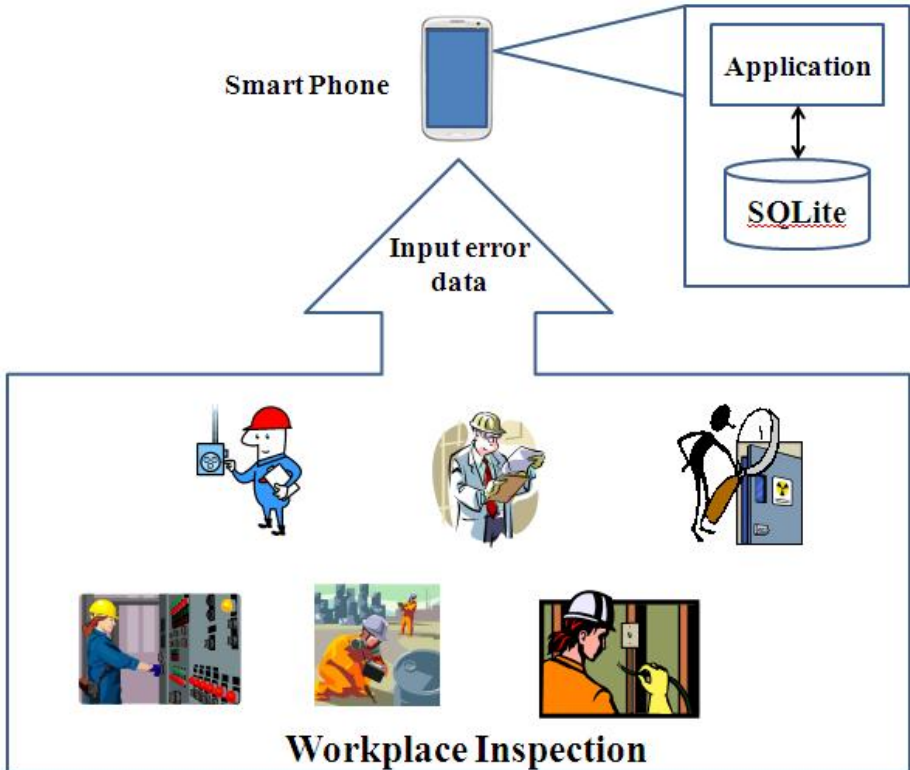 Smart Phone
Application
SQLite
Input error
data
Workplace Inspection